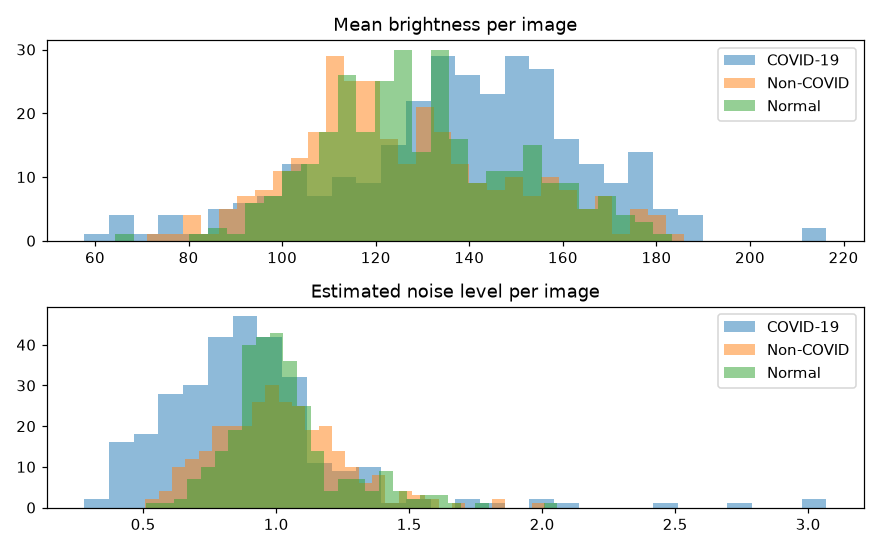 Mean brightness per image
30
20
10
0
COVID-19
Non-COVID
Normal
60 80 100 120 140 160 180 200 220
Estimated noise level per image
40
30
20
10
0
COVID-19
Non-COVID
Normal
0.5 1.0 1.5 2.0 2.5 3.0